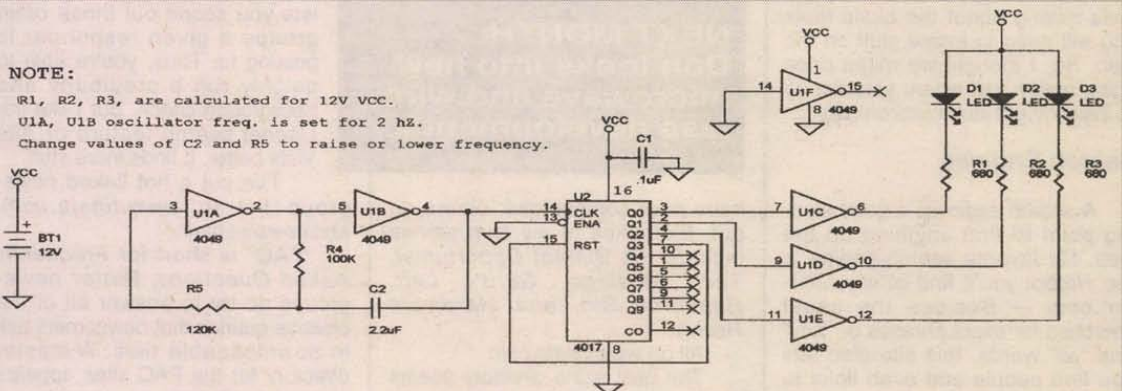 NOTE:
R1, R2, R3, are calculated for 12V VCC.
U1A, U1B oscillator freq. is set for 2 hZ.
Change values of C2 and R5 to raise or lower frequency.
VCC
BT1
12V
3
U1A
2
4049
5
U1B
4
4049
R4
100K
R5
120K
C2
2.2uF
VCC
C1
.1uF
16
U2
14
CLK
13
ENA
15
RST
Q0
3
Q1
2
Q2
4
Q3
7
Q4
10
Q5
1
Q6
5
Q7
6
Q8
9
Q9
11
CO
12
4017
8
VCC
1
14
U1F
15
8
4049
7
U1C
6
4049
9
U1D
10
4049
11
U1E
12
4049
VCC
D1
LED
D2
LED
D3
LED
R1
680
R2
680
R3
680